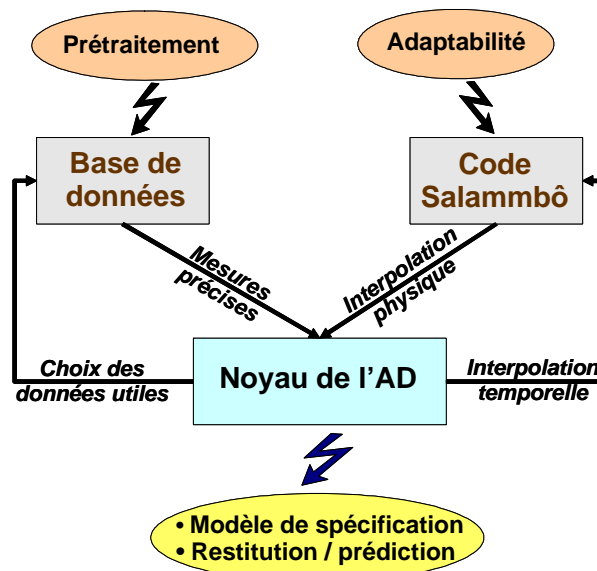 Prétraitement
Adaptabilité
Base de
données
Code
Salammbô
Mesures
précises
Interpolation
physique
Choix des
données utiles
Noyau de l’AD
Interpolation
temporelle
• Modèle de spécification
• Restitution / prédiction